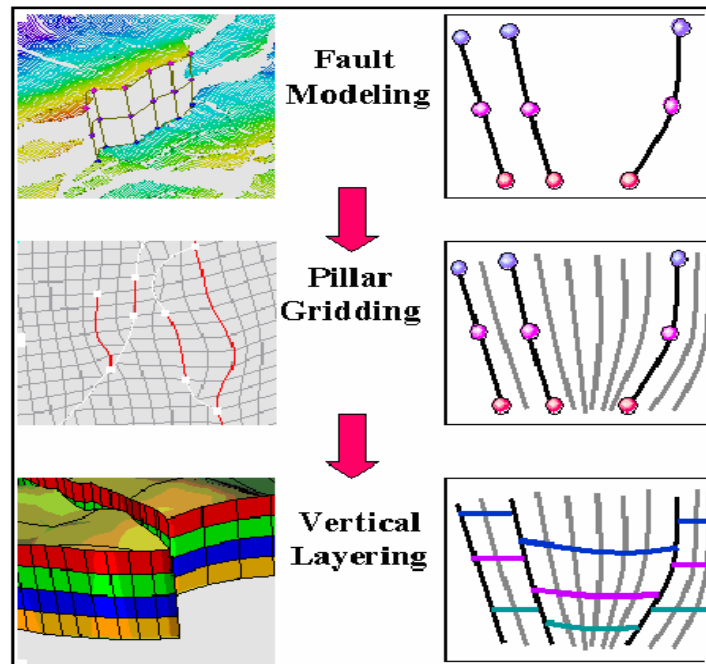 Fault
Modeling
Pillar
Gridding
Vertical
Layering